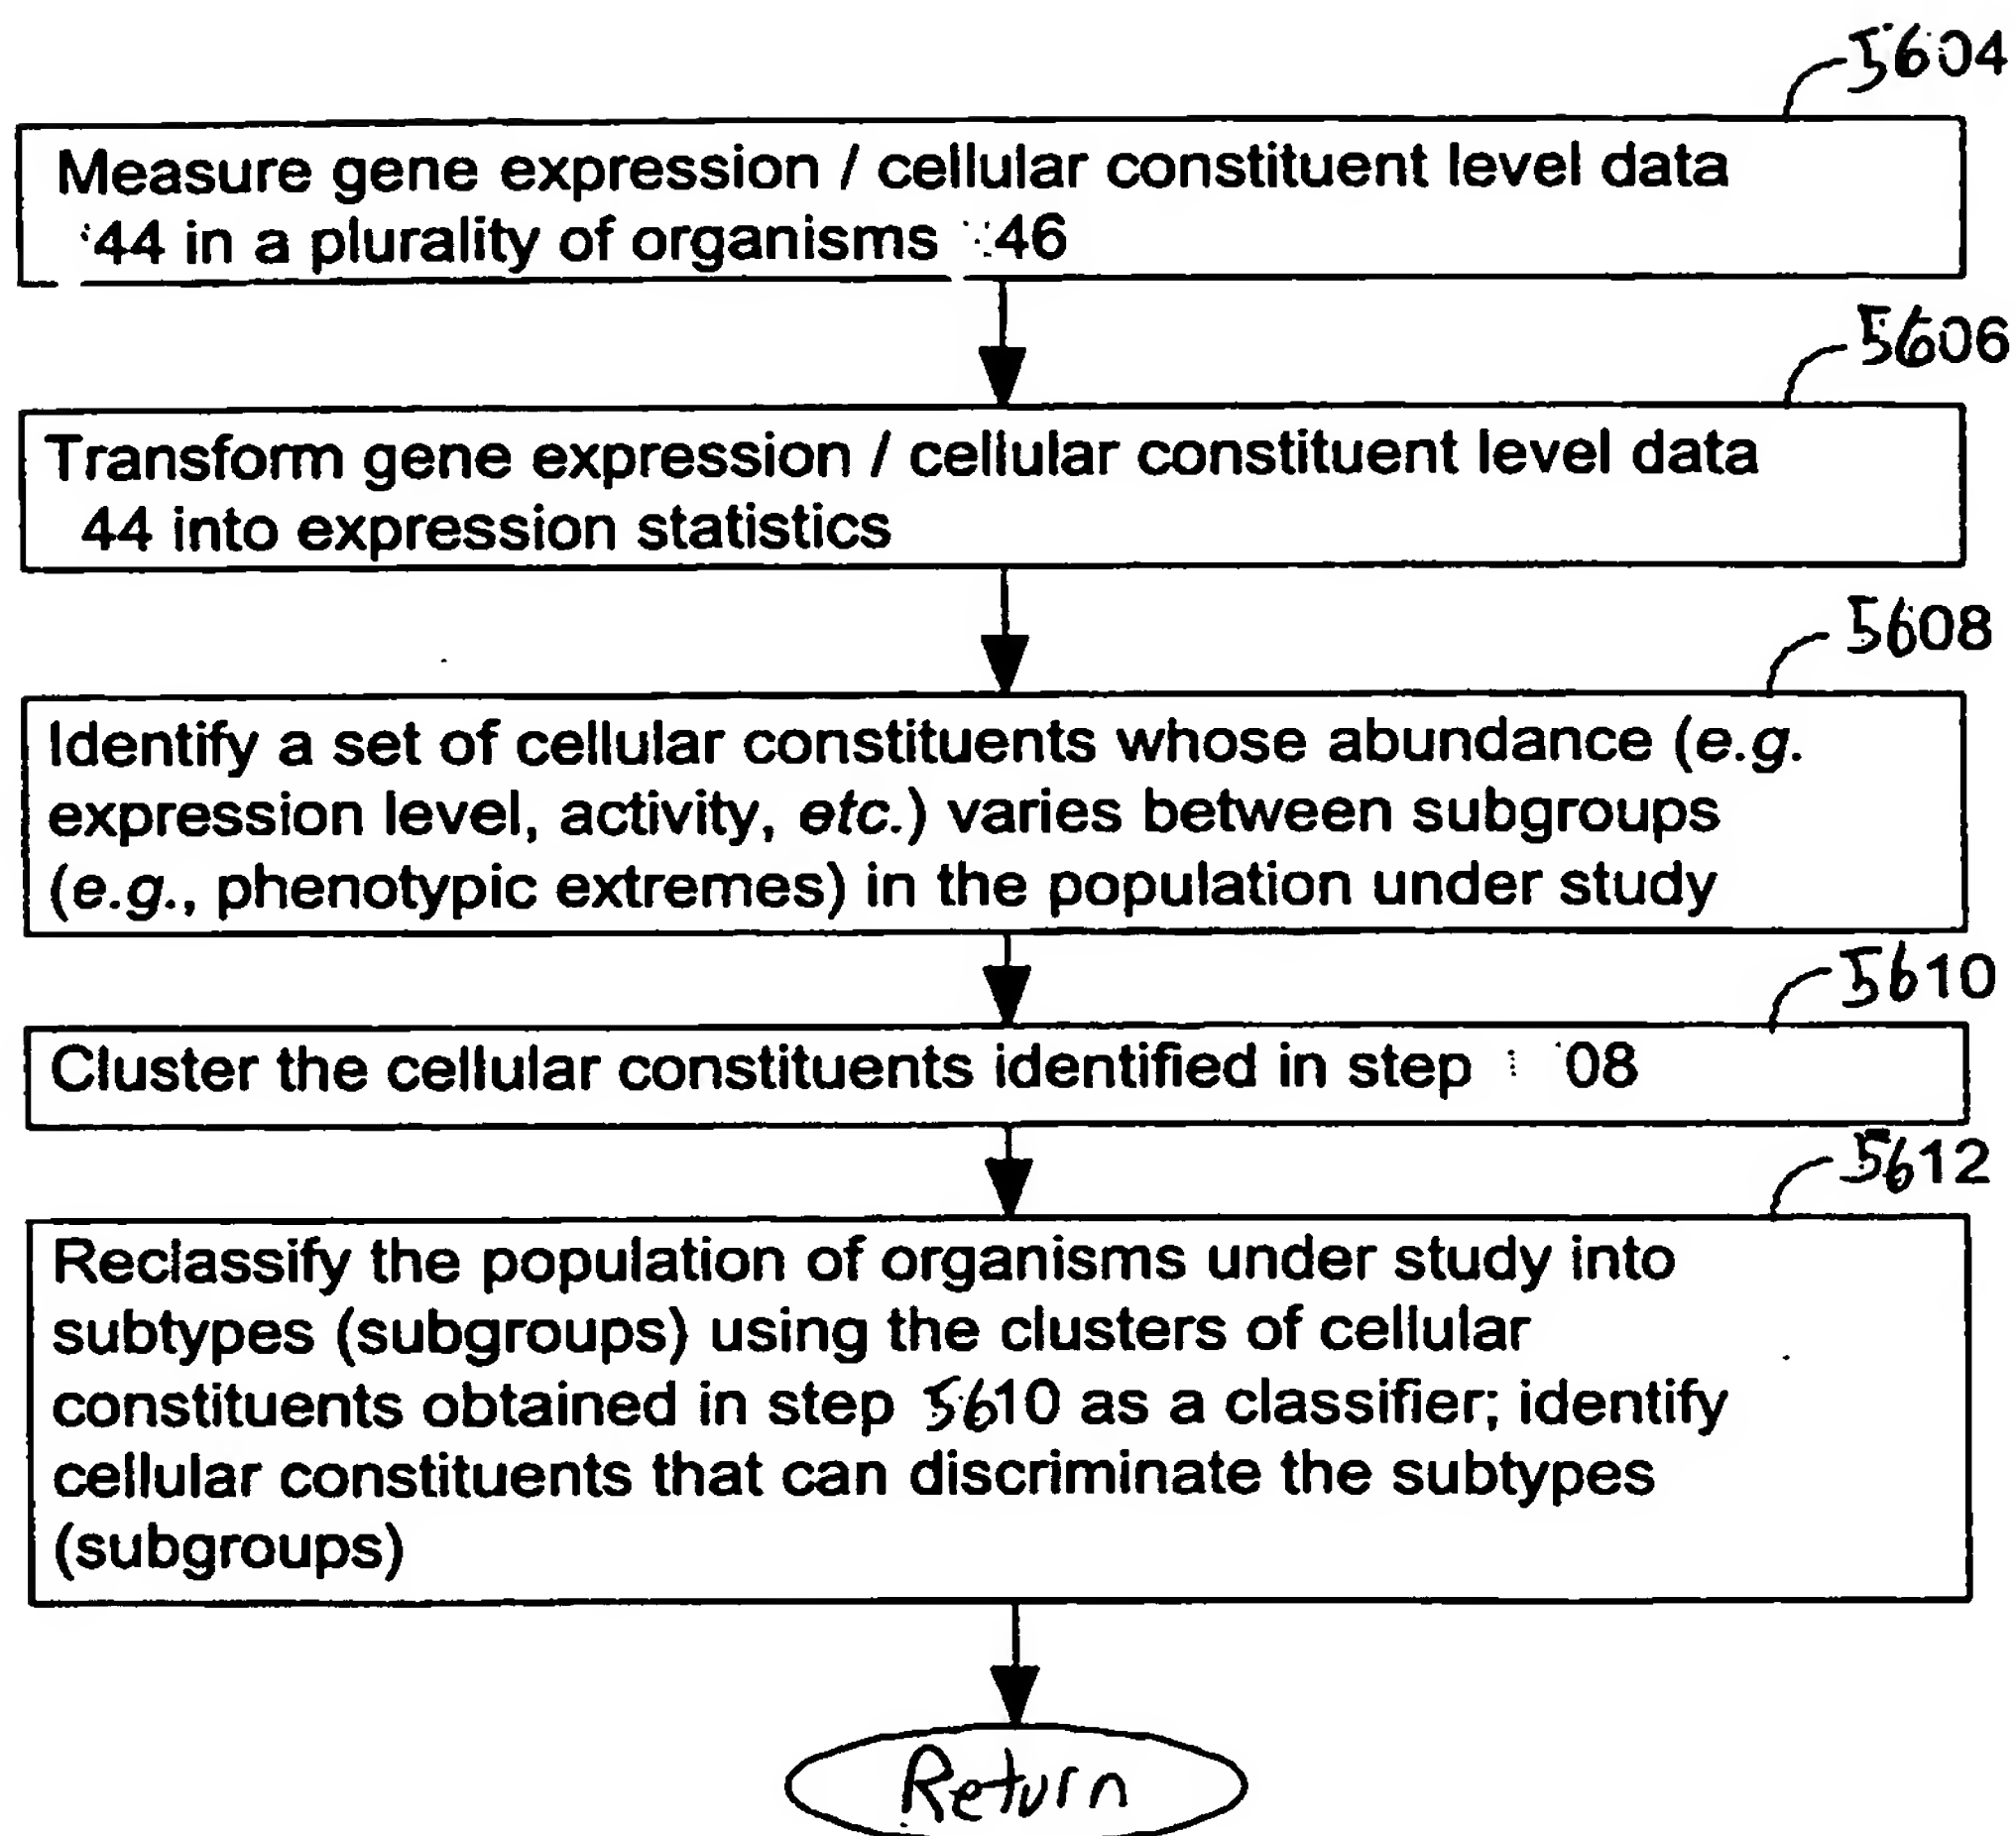 5604
Measure gene expression / cellular constituent level data
44 in a plurality of organisms 46
5606
Transform gene expression / cellular constituent level data
44 into expression statistics
5608
Identify a set of cellular constituents whose abundance (e.g.
expression level, activity, etc.) varies between subgroups
(e.g., phenotypic extremes) in the population under study
5610
Cluster the cellular constituents identified in step 08
5612
Reclassify the population of organisms under study into
subtypes (subgroups) using the clusters of cellular
constituents obtained in step 5610 as a classifier; identify
cellular constituents that can discriminate the subtypes
(subgroups)
Return